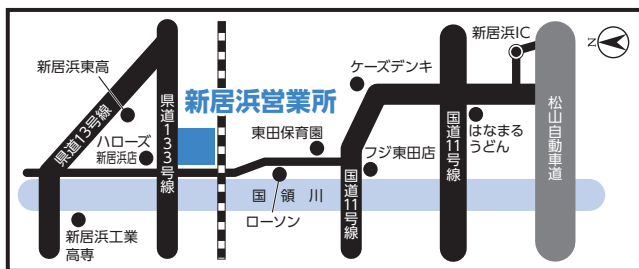 新居浜IC
N
ケーズデンキ
新居浜東高
県道13号線
県道133号線
新居浜営業所
ハローズ
新居浜店
東田保育園
国道11号線
はなまる
うどん
松山自動車道
フジ東田店
国道11号線
国領川
ローソン
新居浜工業
高専